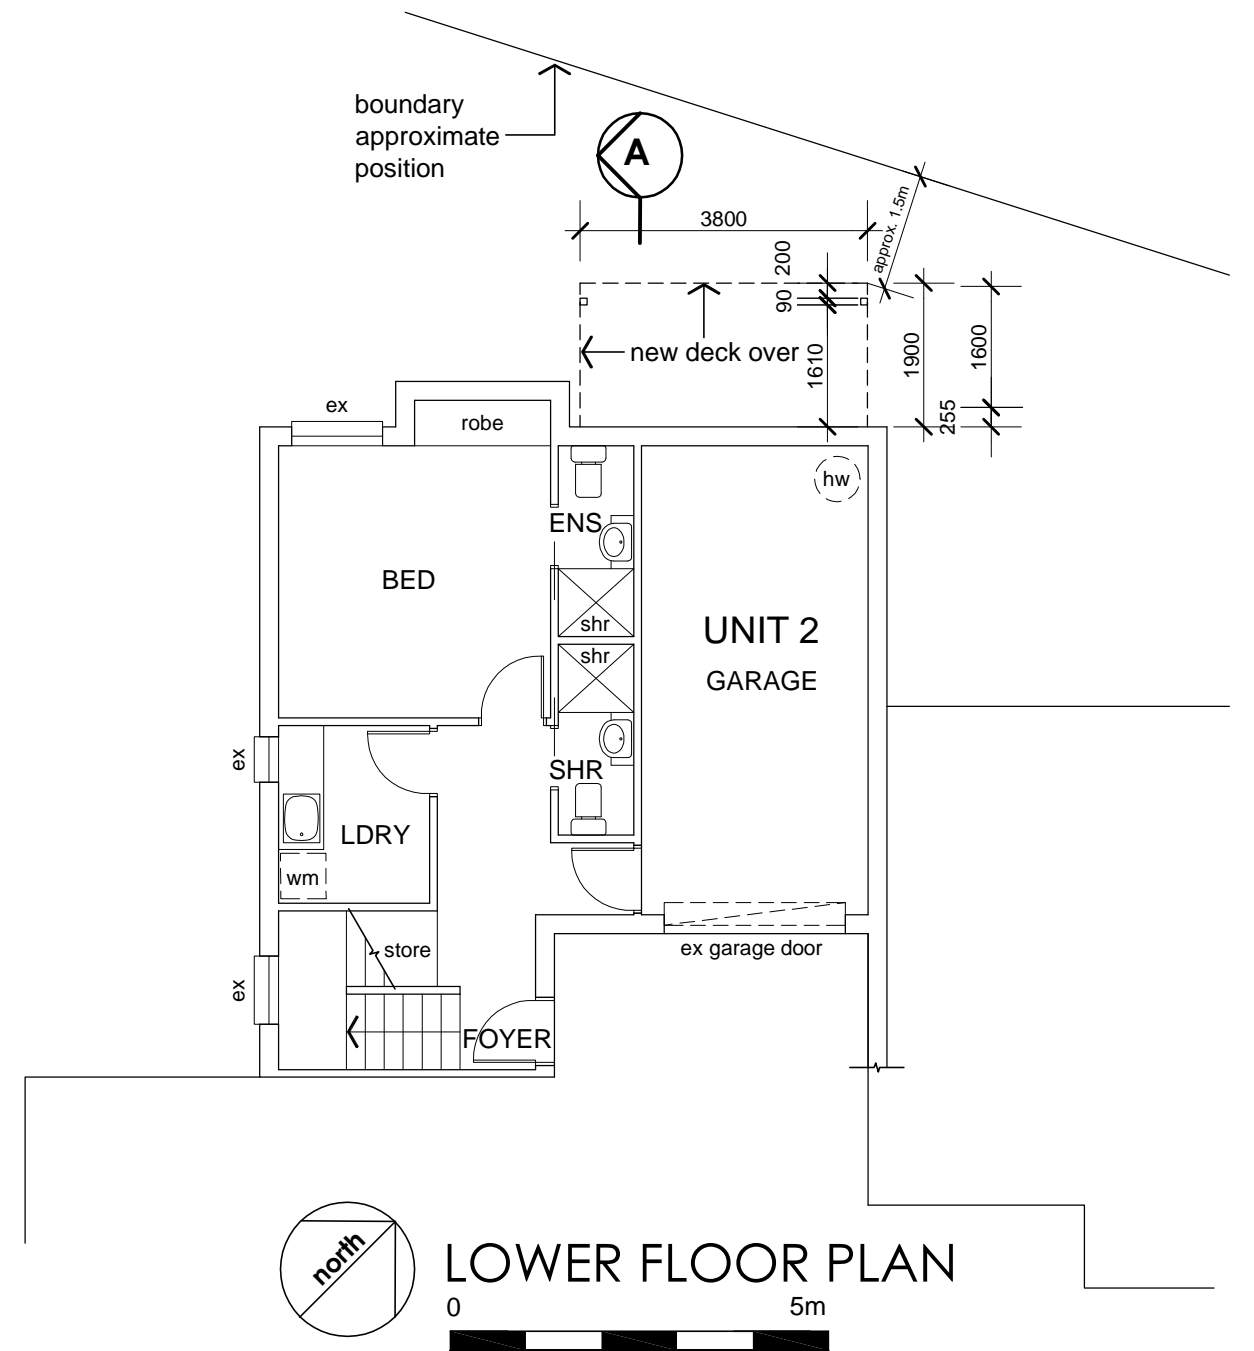 boundary
approximate
position
A
3800
approx. 1.5m
200
90
1610
1900
1600
255
new deck over
ex
robe
hw
ENS
BED
shr
UNIT 2
shr
GARAGE
ex
SHR
LDRY
wm
store
ex garage door
ex
FOYER
north
LOWER FLOOR PLAN
0 5m